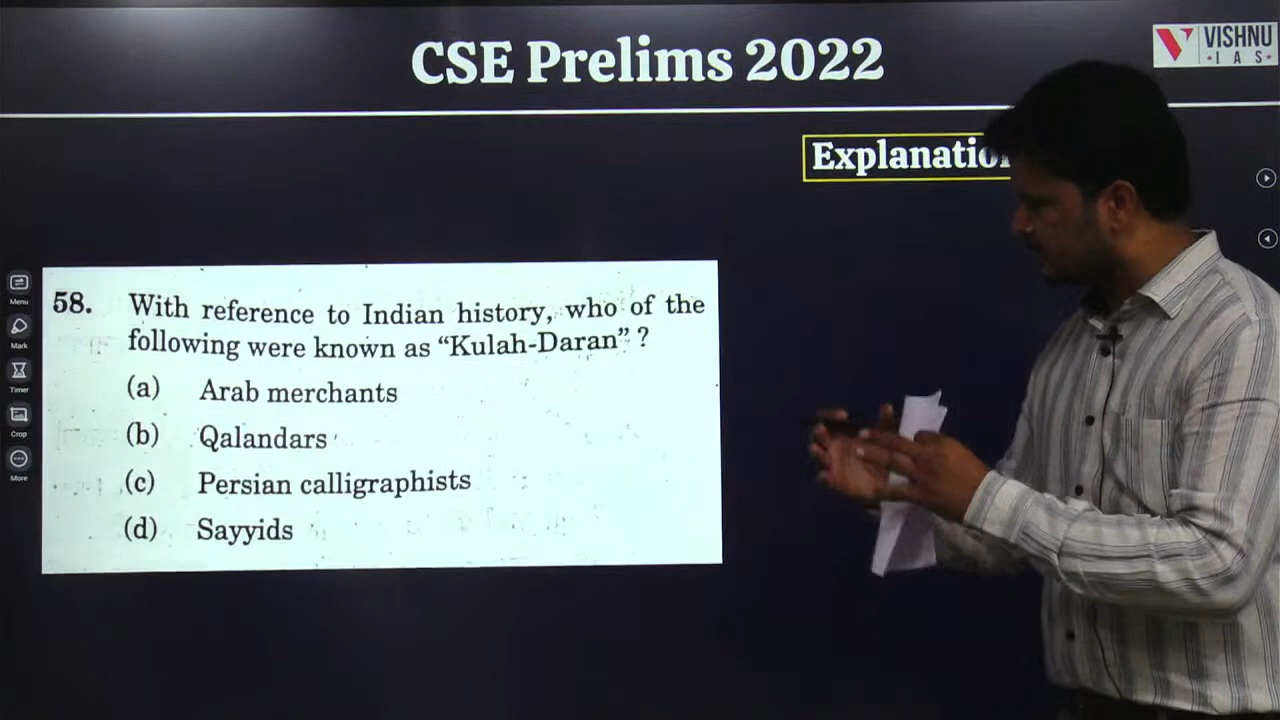 CSE Prelims 2022
VISHNU
I A S
Explanation
58. With reference to Indian history, who of the
following were known as “Kulah-Daran” ?
(a) Arab merchants
(b) Qalandars
(c) Persian calligraphists
(d) Sayyids
Menu
Mark
Timer
Crop
More